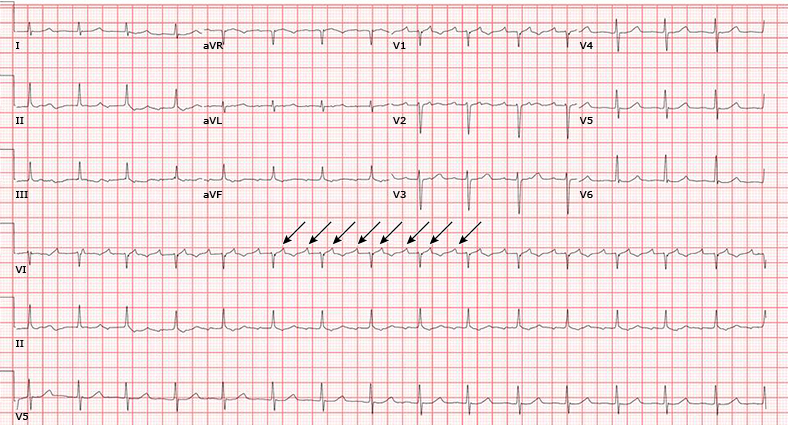 I aVR V1 V4
II aVL V2 V5
III aVF V3 V6
VI
II
V5